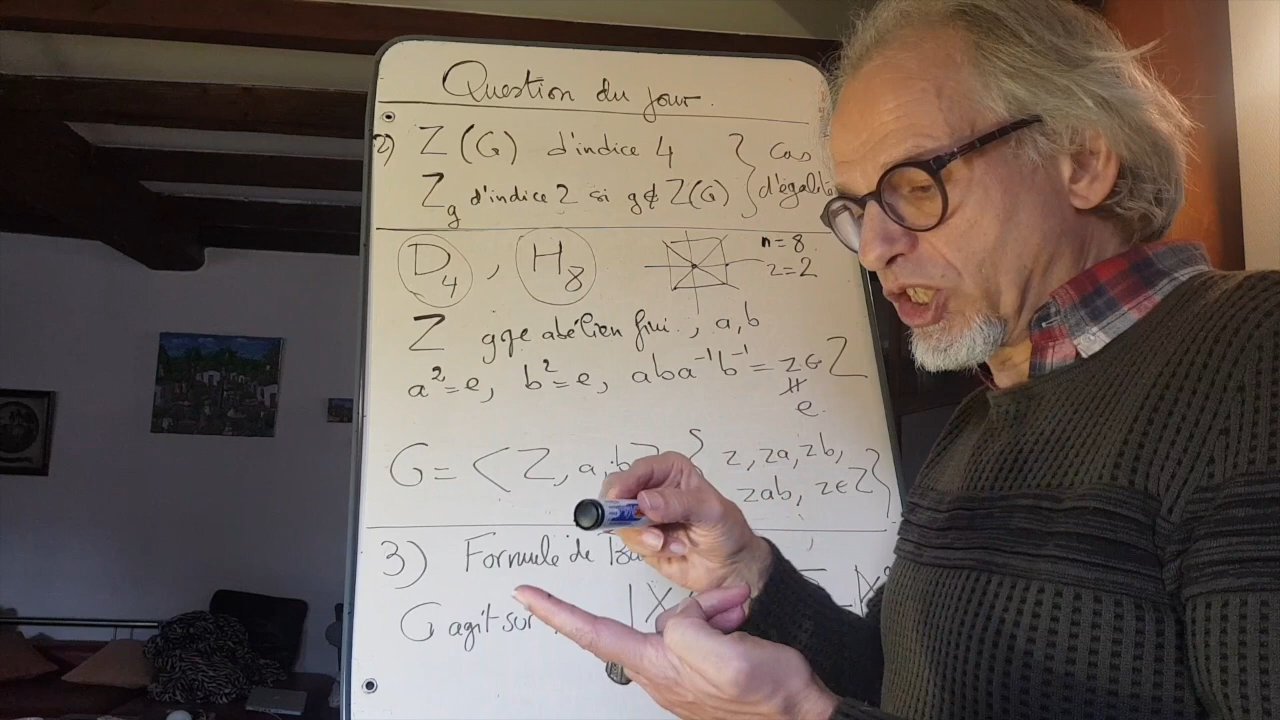 Question du jour.
2) Z(G) d'indice 4 } cas
Z_g d'indice 2 si g∉Z(G) } d'égalité
D_4, H_8
n=8
z=2
Z gpe abélien fini, a, b
a²=e, b²=e, aba⁻¹b⁻¹ = z ∈ Z
≠
e.
G = < Z, a, b > { z, za, zb,
zab, z∈Z }
3) Formule de
G agit sur
|X